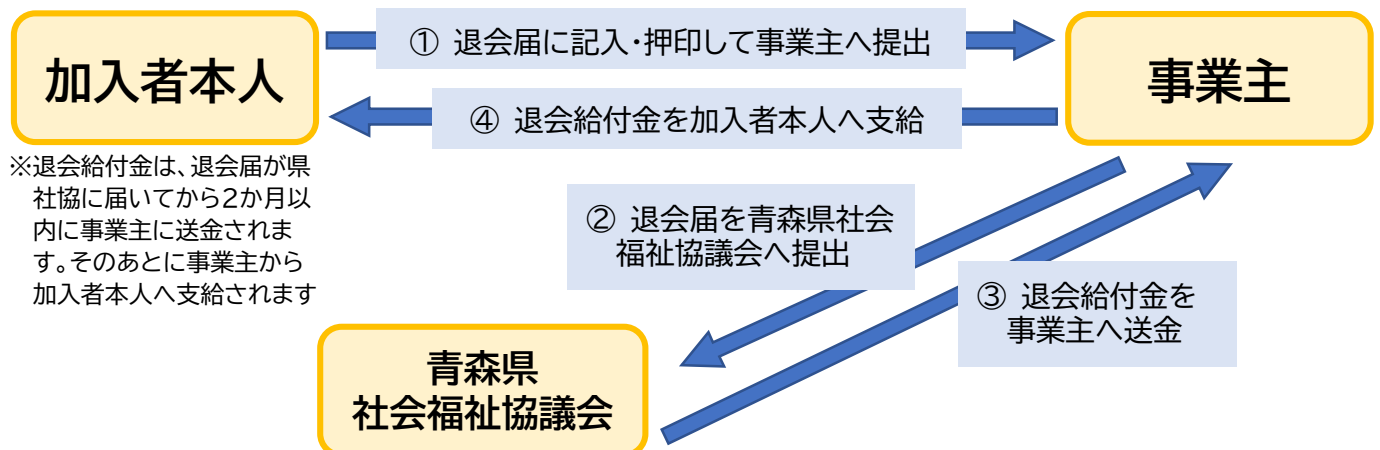 加入者本人
① 退会届に記入・押印して事業主へ提出
事業主
④ 退会給付金を加入者本人へ支給
※退会給付金は、退会届が県
社協に届いてから2か月以
内に事業主に送金されま
す。そのあとに事業主から
加入者本人へ支給されます
② 退会届を青森県社会
福祉協議会へ提出
③ 退会給付金を
事業主へ送金
青森県
社会福祉協議会